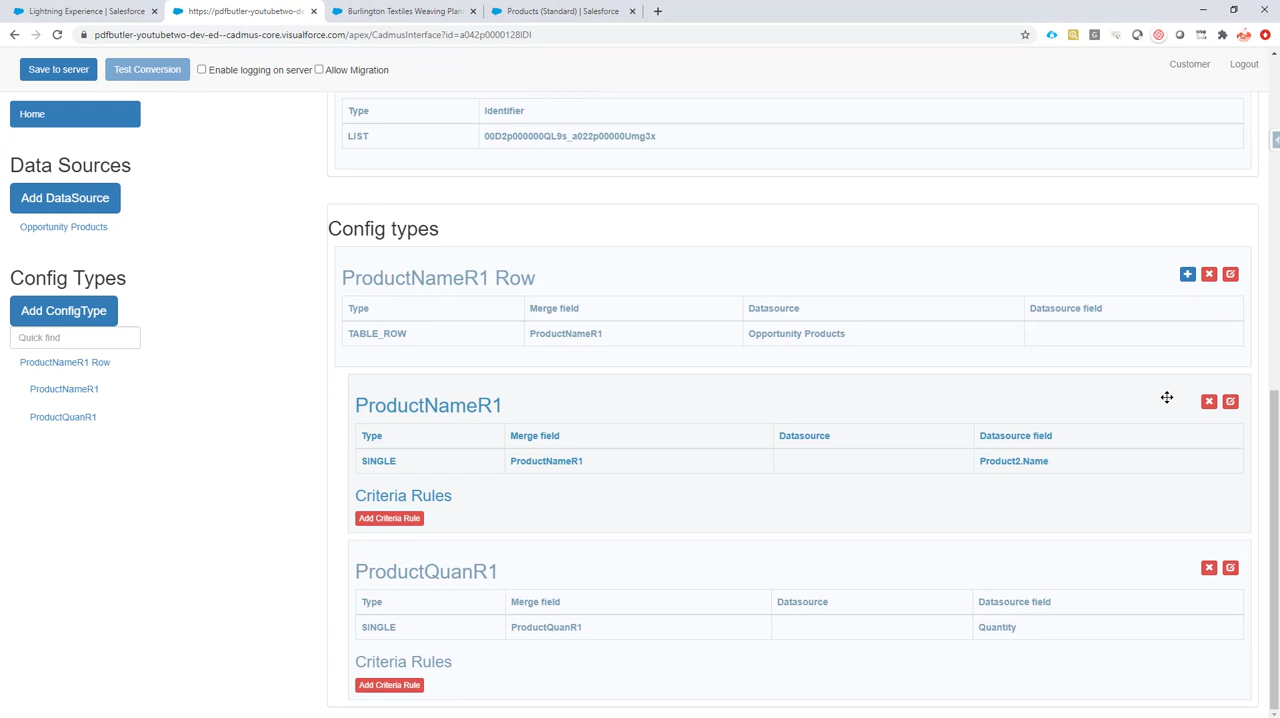 Lightning Experience | Salesforce
https://pdfbutler-youtubetwo-de
Burlington Textiles Weaving Plan
Products (Standard) | Salesforce
pdfbutler-youtubetwo-dev-ed--cadmus-core.visualforce.com/apex/CadmusInterface?id=a042p0000128IDI
Save to server
Test Conversion
Enable logging on server
Allow Migration
Customer
Logout
Home
Data Sources
Add DataSource
Opportunity Products
Config Types
Add ConfigType
Quick find
ProductNameR1 Row
ProductNameR1
ProductQuanR1
Type Identifier
LIST 00D2p000000QL9s_a022p00000Umg3x
Config types
ProductNameR1 Row
Type Merge field Datasource Datasource field
TABLE_ROW ProductNameR1 Opportunity Products
ProductNameR1
Type Merge field Datasource Datasource field
SINGLE ProductNameR1 Product2.Name
Criteria Rules
Add Criteria Rule
ProductQuanR1
Type Merge field Datasource Datasource field
SINGLE ProductQuanR1 Quantity
Criteria Rules
Add Criteria Rule